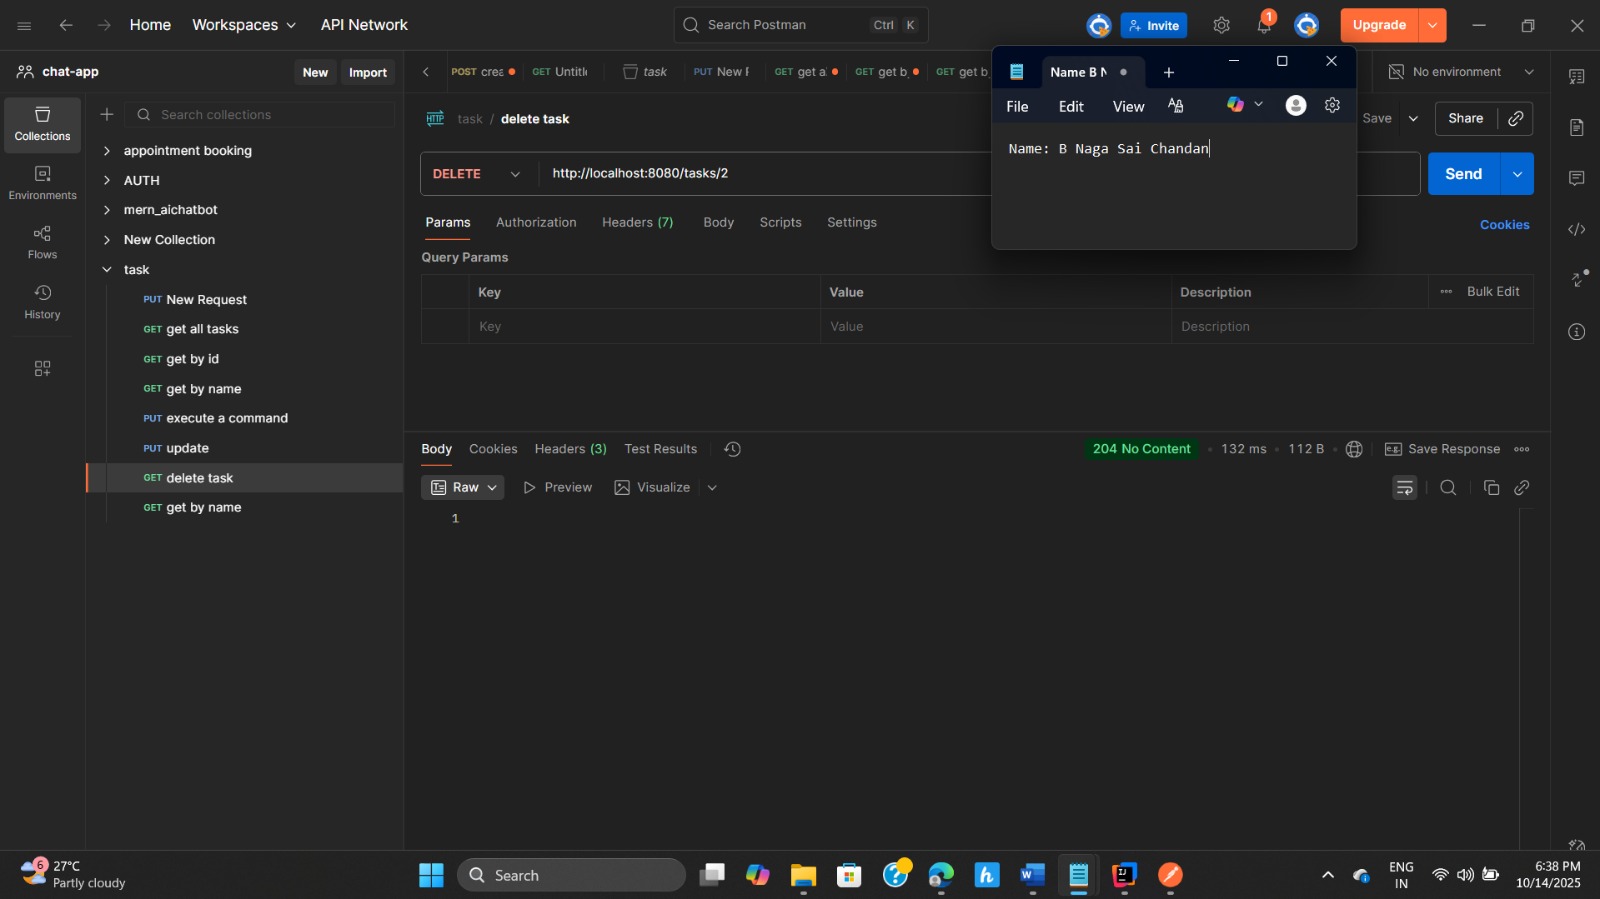 Home Workspaces API Network
Search Postman Ctrl K
Invite
1
Upgrade
chat-app New Import
POST crea GET Untitle task PUT New F GET get a GET get b GET get b
No environment
Name B N
File Edit View
Name: B Naga Sai Chandan
Collections
Environments
Flows
History
Search collections
appointment booking
AUTH
mern_aichatbot
New Collection
task
PUT New Request
GET get all tasks
GET get by id
GET get by name
PUT execute a command
PUT update
GET delete task
GET get by name
HTTP task / delete task
Save Share
DELETE http://localhost:8080/tasks/2
Send
Params Authorization Headers (7) Body Scripts Settings
Cookies
Query Params
Key Value Description Bulk Edit
Key Value Description
Body Cookies Headers (3) Test Results
204 No Content 132 ms 112 B e.g. Save Response
Raw Preview Visualize
1
6
27°C
Partly cloudy
Search
ENG
IN
6:38 PM
10/14/2025